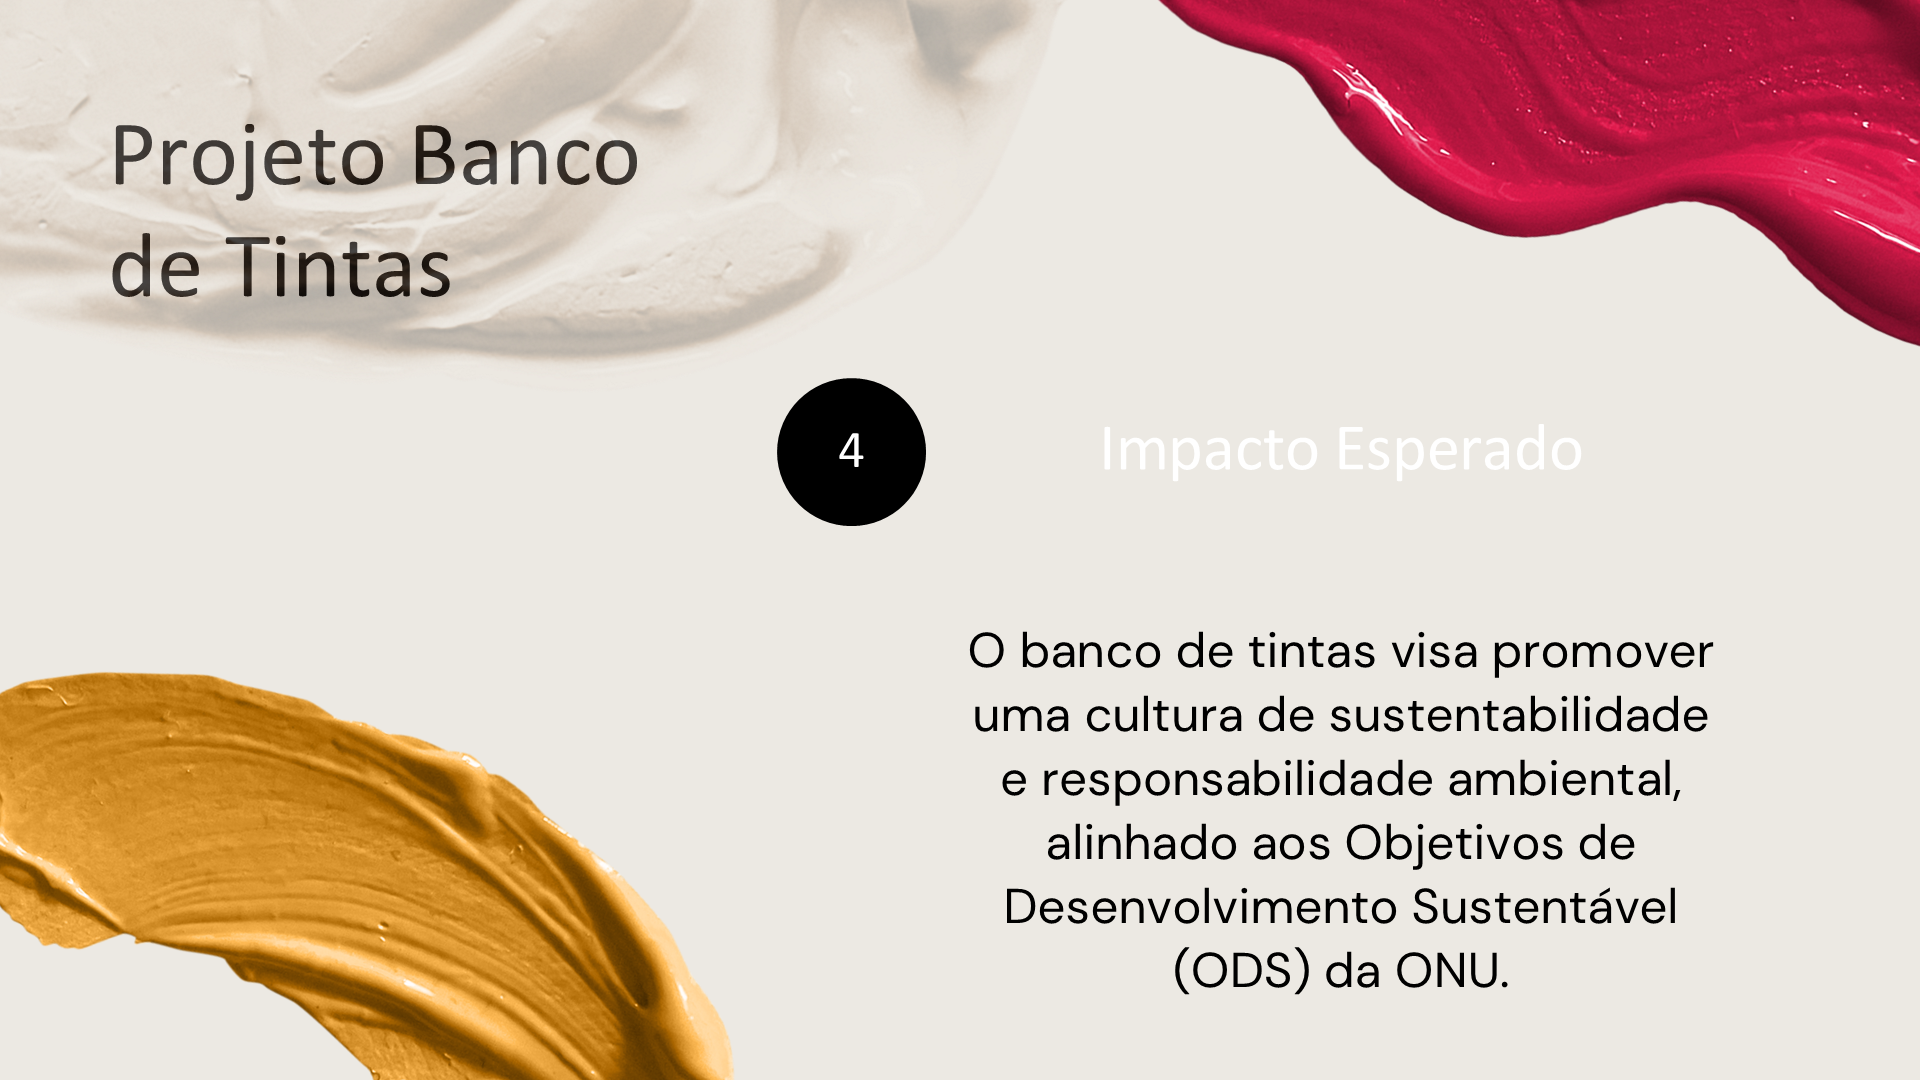 Projeto Banco
de Tintas
4
Impacto Esperado
O banco de tintas visa promover
uma cultura de sustentabilidade
e responsabilidade ambiental,
alinhado aos Objetivos de
Desenvolvimento Sustentável
(ODS) da ONU.